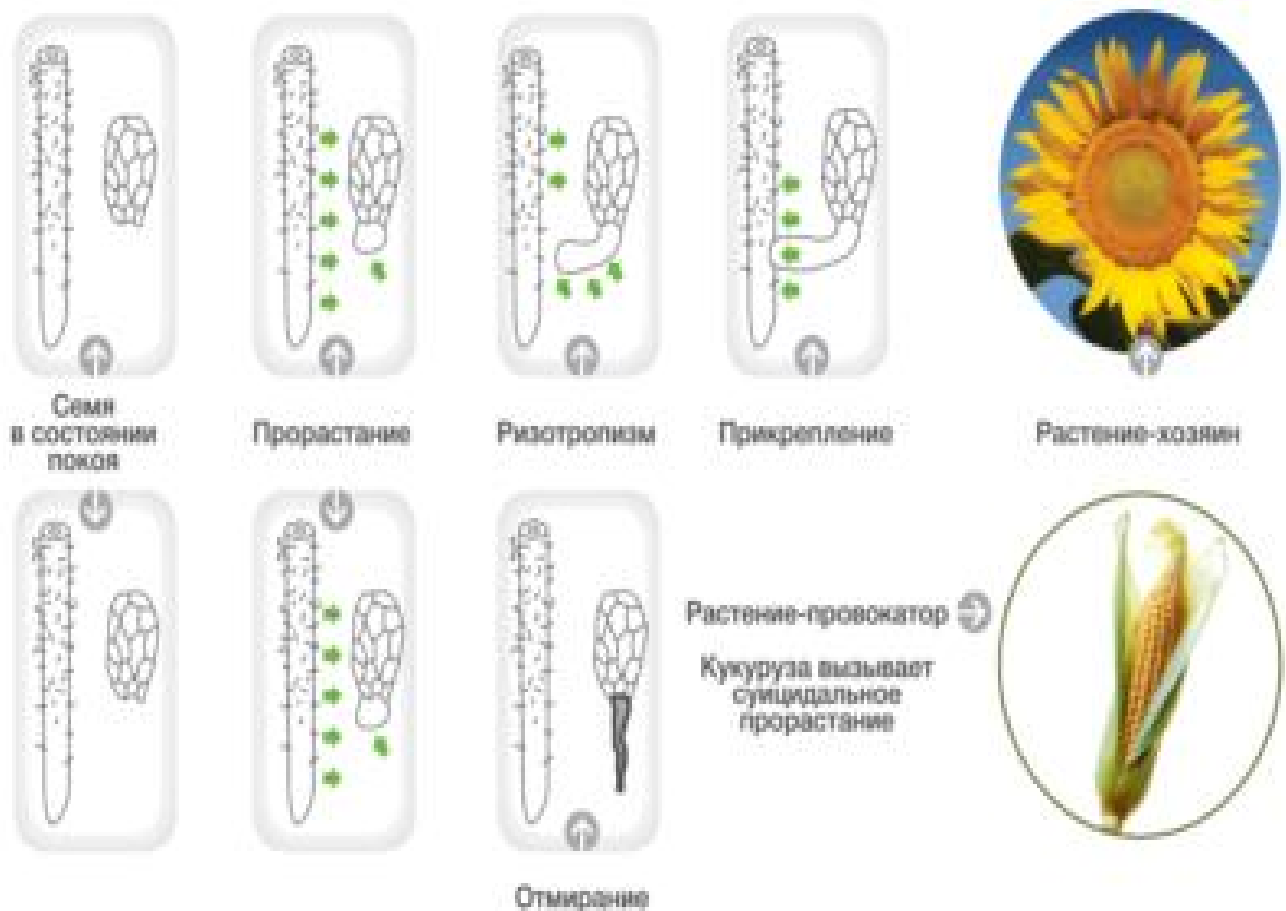 Семя
в состоянии
покоя
Прорастание
Ризотропизм
Прикрепление
Растение-хозяин
Растение-провокатор
Кукуруза вызывает
суицидальное
прорастание
Отмирание